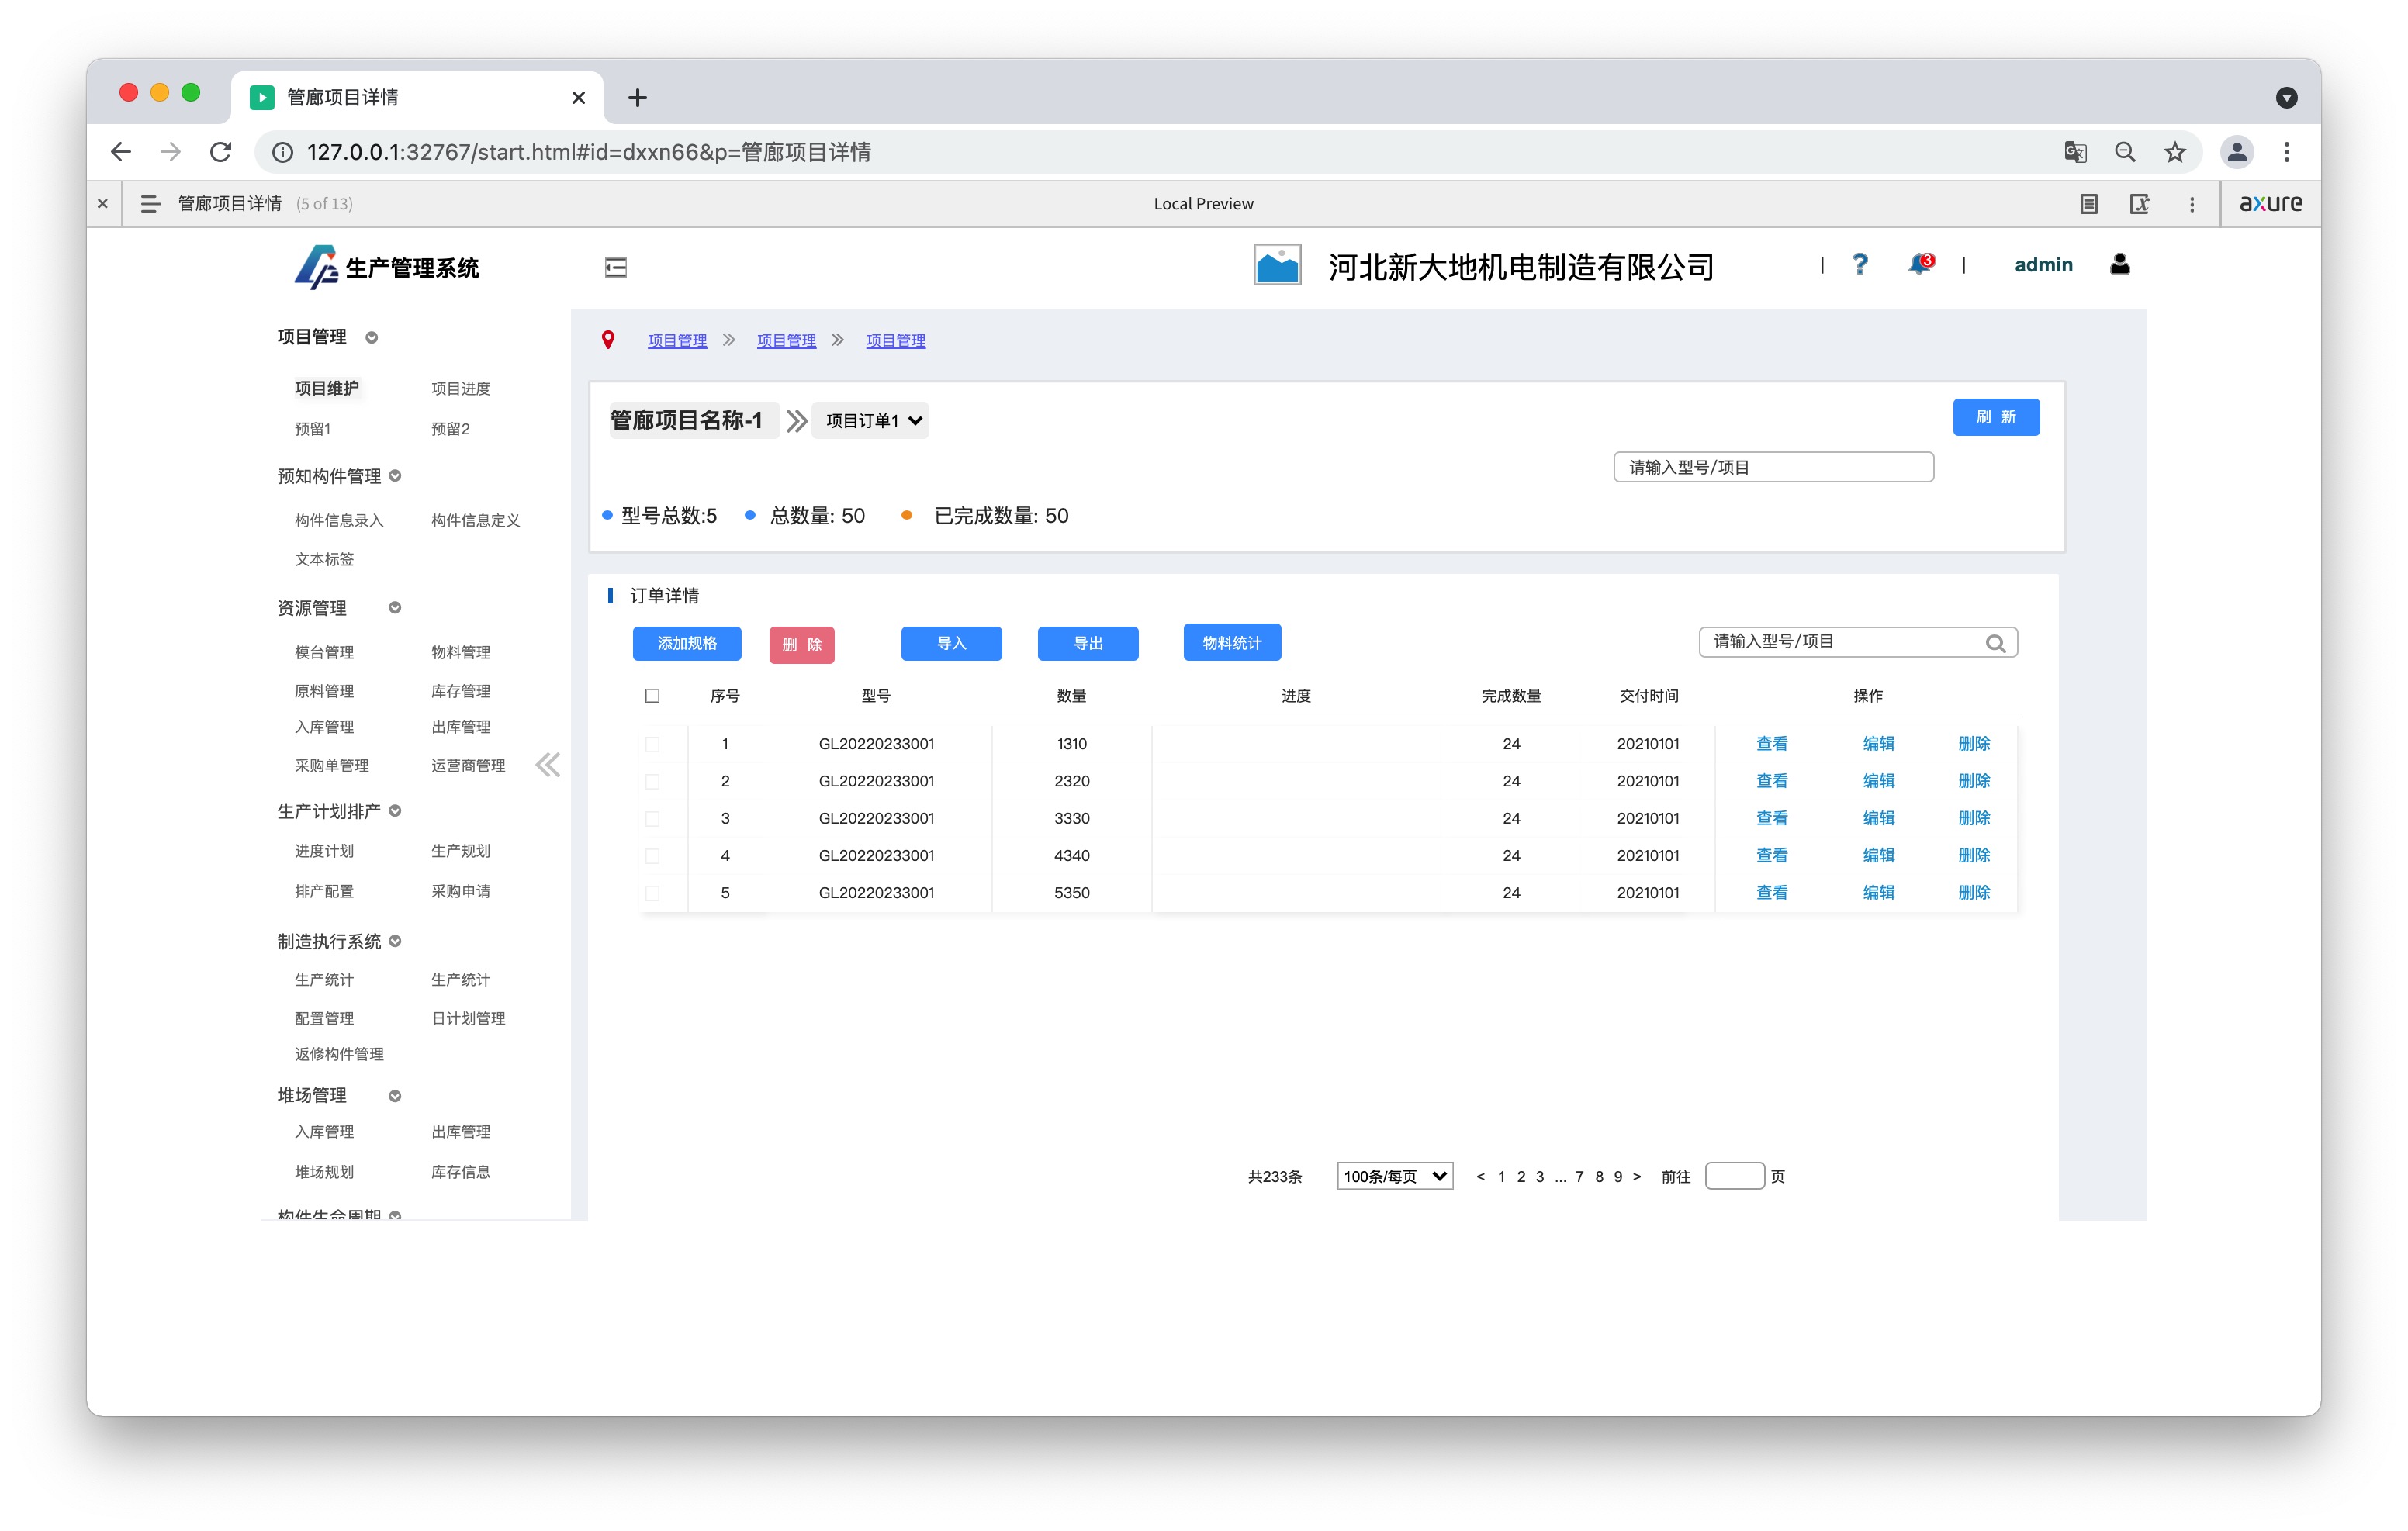 管廊项目详情
127.0.0.1:32767/start.html#id=dxxn66&p=管廊项目详情
管廊项目详情 (5 of 13)
Local Preview
axure
生产管理系统
河北新大地机电制造有限公司
| ? 3 | admin
项目管理
项目维护 项目进度
预留1 预留2
预知构件管理
构件信息录入 构件信息定义
文本标签
资源管理
模台管理 物料管理
原料管理 库存管理
入库管理 出库管理
采购单管理 运营商管理
生产计划排产
进度计划 生产规划
排产配置 采购申请
制造执行系统
生产统计 生产统计
配置管理 日计划管理
返修构件管理
堆场管理
入库管理 出库管理
堆场规划 库存信息
构件生命周期
项目管理 项目管理 项目管理
管廊项目名称-1 项目订单1
刷 新
请输入型号/项目
型号总数:5 总数量: 50 已完成数量: 50
订单详情
添加规格 删 除 导入 导出 物料统计 请输入型号/项目
序号 型号 数量 进度 完成数量 交付时间 操作
1 GL20220233001 1310 24 20210101 查看 编辑 删除
2 GL20220233001 2320 24 20210101 查看 编辑 删除
3 GL20220233001 3330 24 20210101 查看 编辑 删除
4 GL20220233001 4340 24 20210101 查看 编辑 删除
5 GL20220233001 5350 24 20210101 查看 编辑 删除
共233条 100条/每页 < 1 2 3 ... 7 8 9 > 前往 页